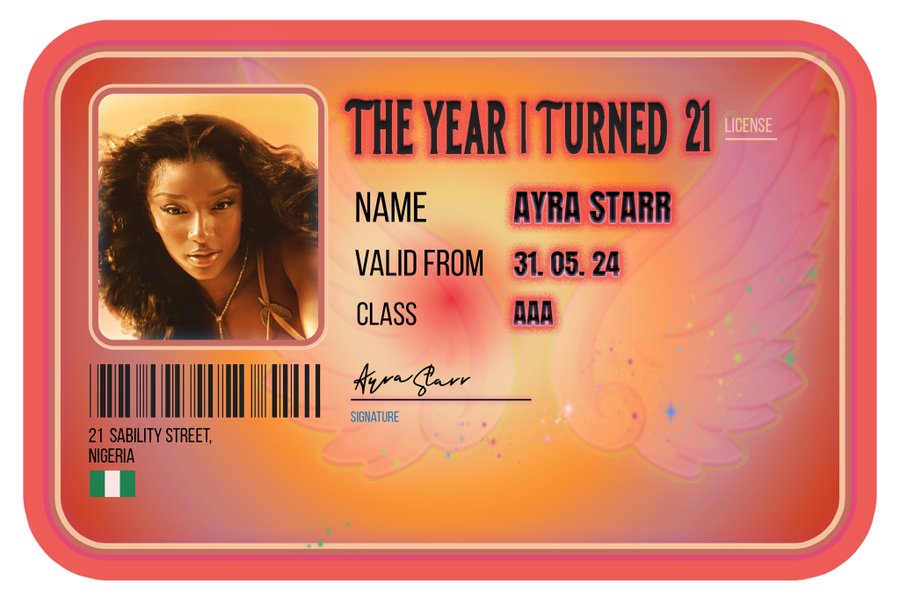 THE YEAR I TURNED 21 LICENSE
NAME AYRA STARR
VALID FROM 31. 05. 24
CLASS AAA
Ayra Starr
SIGNATURE
21 SABILITY STREET,
NIGERIA